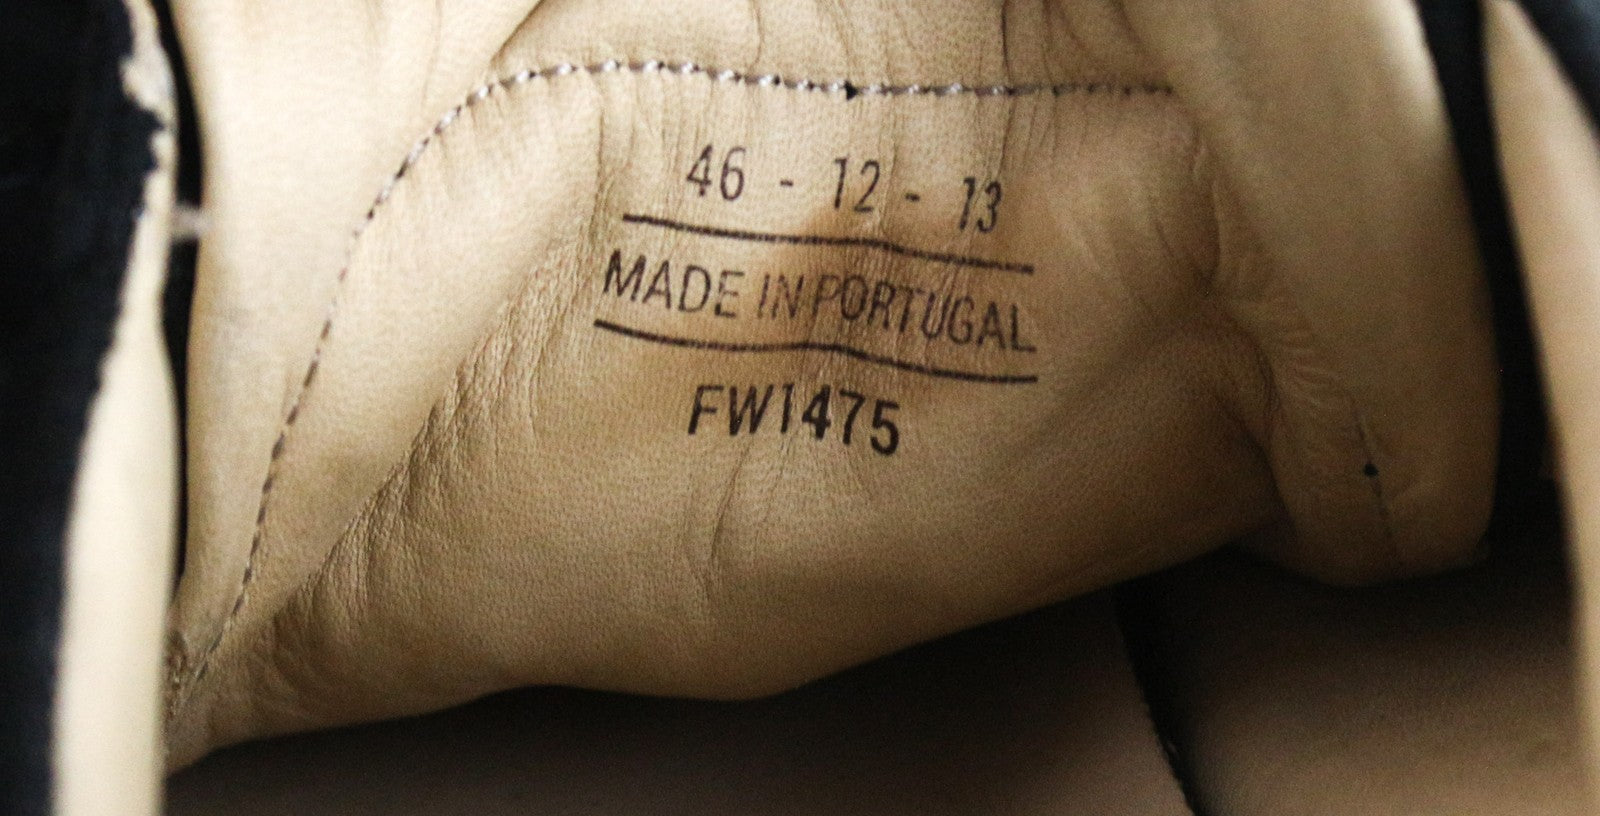 46 - 12 - 13
MADE IN PORTUGAL
FW1475